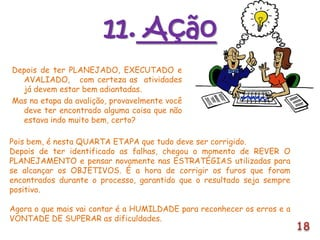 11. Ação
Depois de ter PLANEJADO, EXECUTADO e
AVALIADO, com certeza as atividades
já devem estar bem adiantadas.
Mas na etapa da avalição, provavelmente você
deve ter encontrado alguma coisa que não
estava indo muito bem, certo?
Pois bem, é nesta QUARTA ETAPA que tudo deve ser corrigido.
Depois de ter identificado as falhas, chegou o momento de REVER O
PLANEJAMENTO e pensar novamente nas ESTRATÉGIAS utilizadas para
se alcançar os OBJETIVOS. É a hora de corrigir os furos que foram
encontrados durante o processo, garantido que o resultado seja sempre
positivo.
Agora o que mais vai contar é a HUMILDADE para reconhecer os erros e a
VONTADE DE SUPERAR as dificuldades.
18